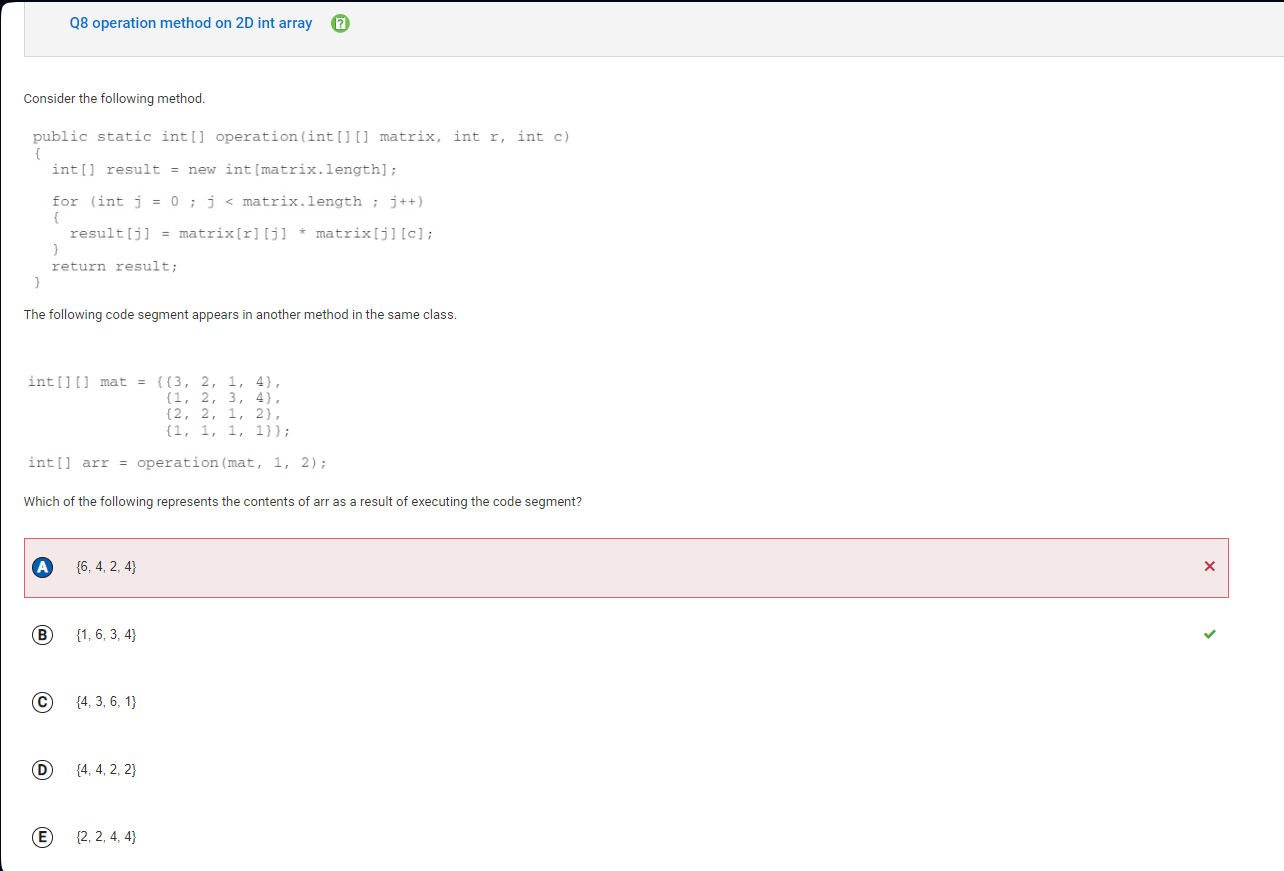 Q8 operation method on 2D int array
Consider the following method.
public static int[] operation(int[][] matrix, int r, int c)
{
int[] result = new int[matrix.length];
for (int j = 0 ; j < matrix.length ; j++)
{
result[j] = matrix[r][j] * matrix[j][c];
}
return result;
}
The following code segment appears in another method in the same class.
int[][] mat = {{3, 2, 1, 4},
{1, 2, 3, 4},
{2, 2, 1, 2},
{1, 1, 1, 1}};
int[] arr = operation(mat, 1, 2);
Which of the following represents the contents of arr as a result of executing the code segment?
A {6, 4, 2, 4}
B {1, 6, 3, 4}
C {4, 3, 6, 1}
D {4, 4, 2, 2}
E {2, 2, 4, 4}